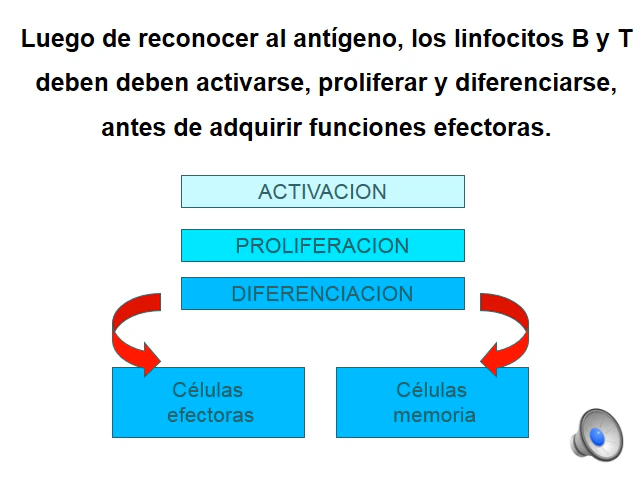 Luego de reconocer al antígeno, los linfocitos B y T
deben deben activarse, proliferar y diferenciarse,
antes de adquirir funciones efectoras.
ACTIVACION
PROLIFERACION
DIFERENCIACION
Células
efectoras
Células
memoria